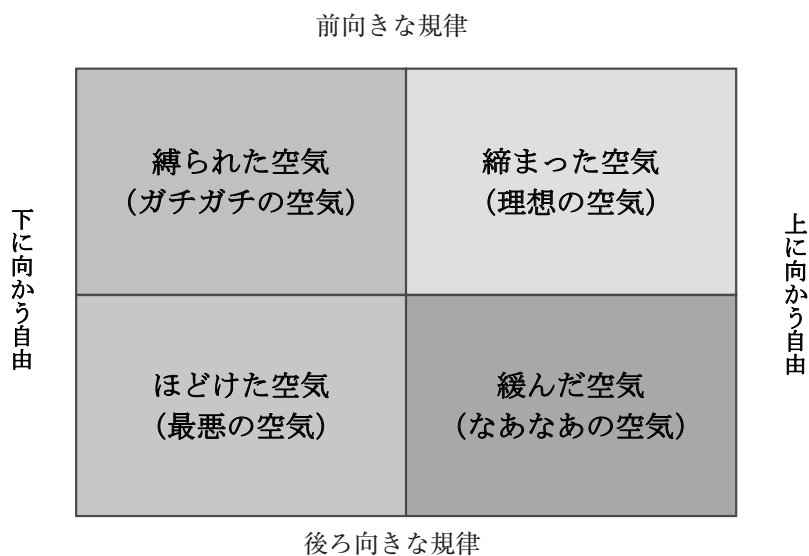 前向きな規律
縛られた空気
(ガチガチの空気)
締まった空気
(理想の空気)
下に向かう自由
上に向かう自由
ほどけた空気
(最悪の空気)
緩んだ空気
(なあなあの空気)
後ろ向きな規律